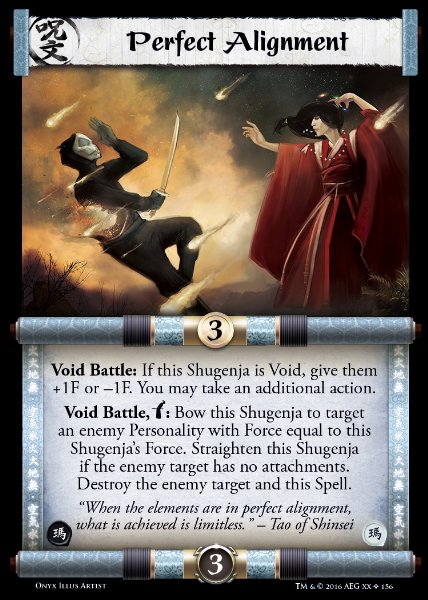 呪文
Perfect Alignment
3
Void Battle: If this Shugenja is Void, give them
+1F or –1F. You may take an additional action.
Void Battle, : Bow this Shugenja to target
an enemy Personality with Force equal to this
Shugenja's Force. Straighten this Shugenja
if the enemy target has no attachments.
Destroy the enemy target and this Spell.
"When the elements are in perfect alignment,
what is achieved is limitless." – Tao of Shinsei
瑪
瑪
3
Onyx Illus Artist
TM & © 2016 AEG XX ❖ 156